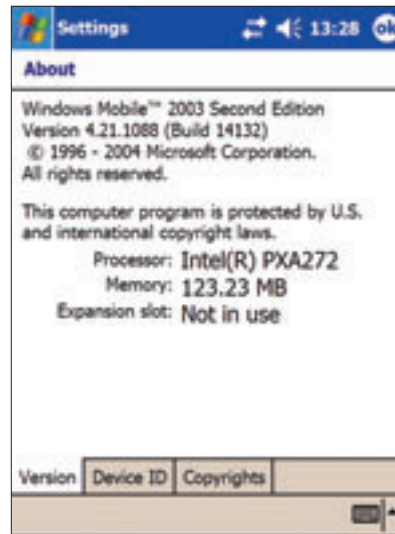 Settings 13:28 ok
About
Windows Mobile™ 2003 Second Edition
Version 4.21.1088 (Build 14132)
© 1996 - 2004 Microsoft Corporation.
All rights reserved.
This computer program is protected by U.S.
and international copyright laws.
Processor: Intel(R) PXA272
Memory: 123.23 MB
Expansion slot: Not in use
Version Device ID Copyrights